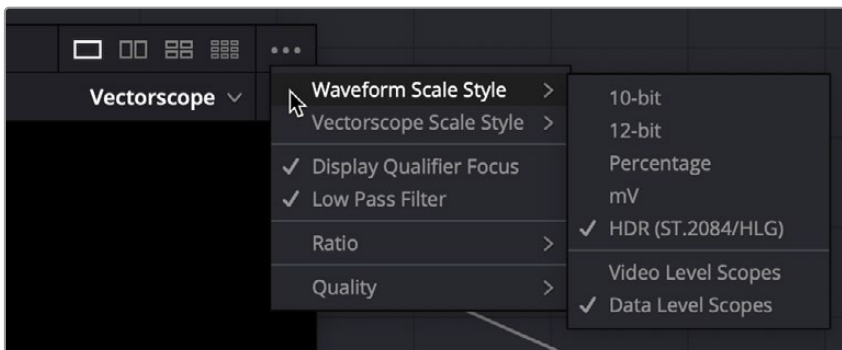 Vectorscope
Waveform Scale Style
Vectorscope Scale Style
Display Qualifier Focus
Low Pass Filter
Ratio
Quality
10-bit
12-bit
Percentage
mV
HDR (ST.2084/HLG)
Video Level Scopes
Data Level Scopes